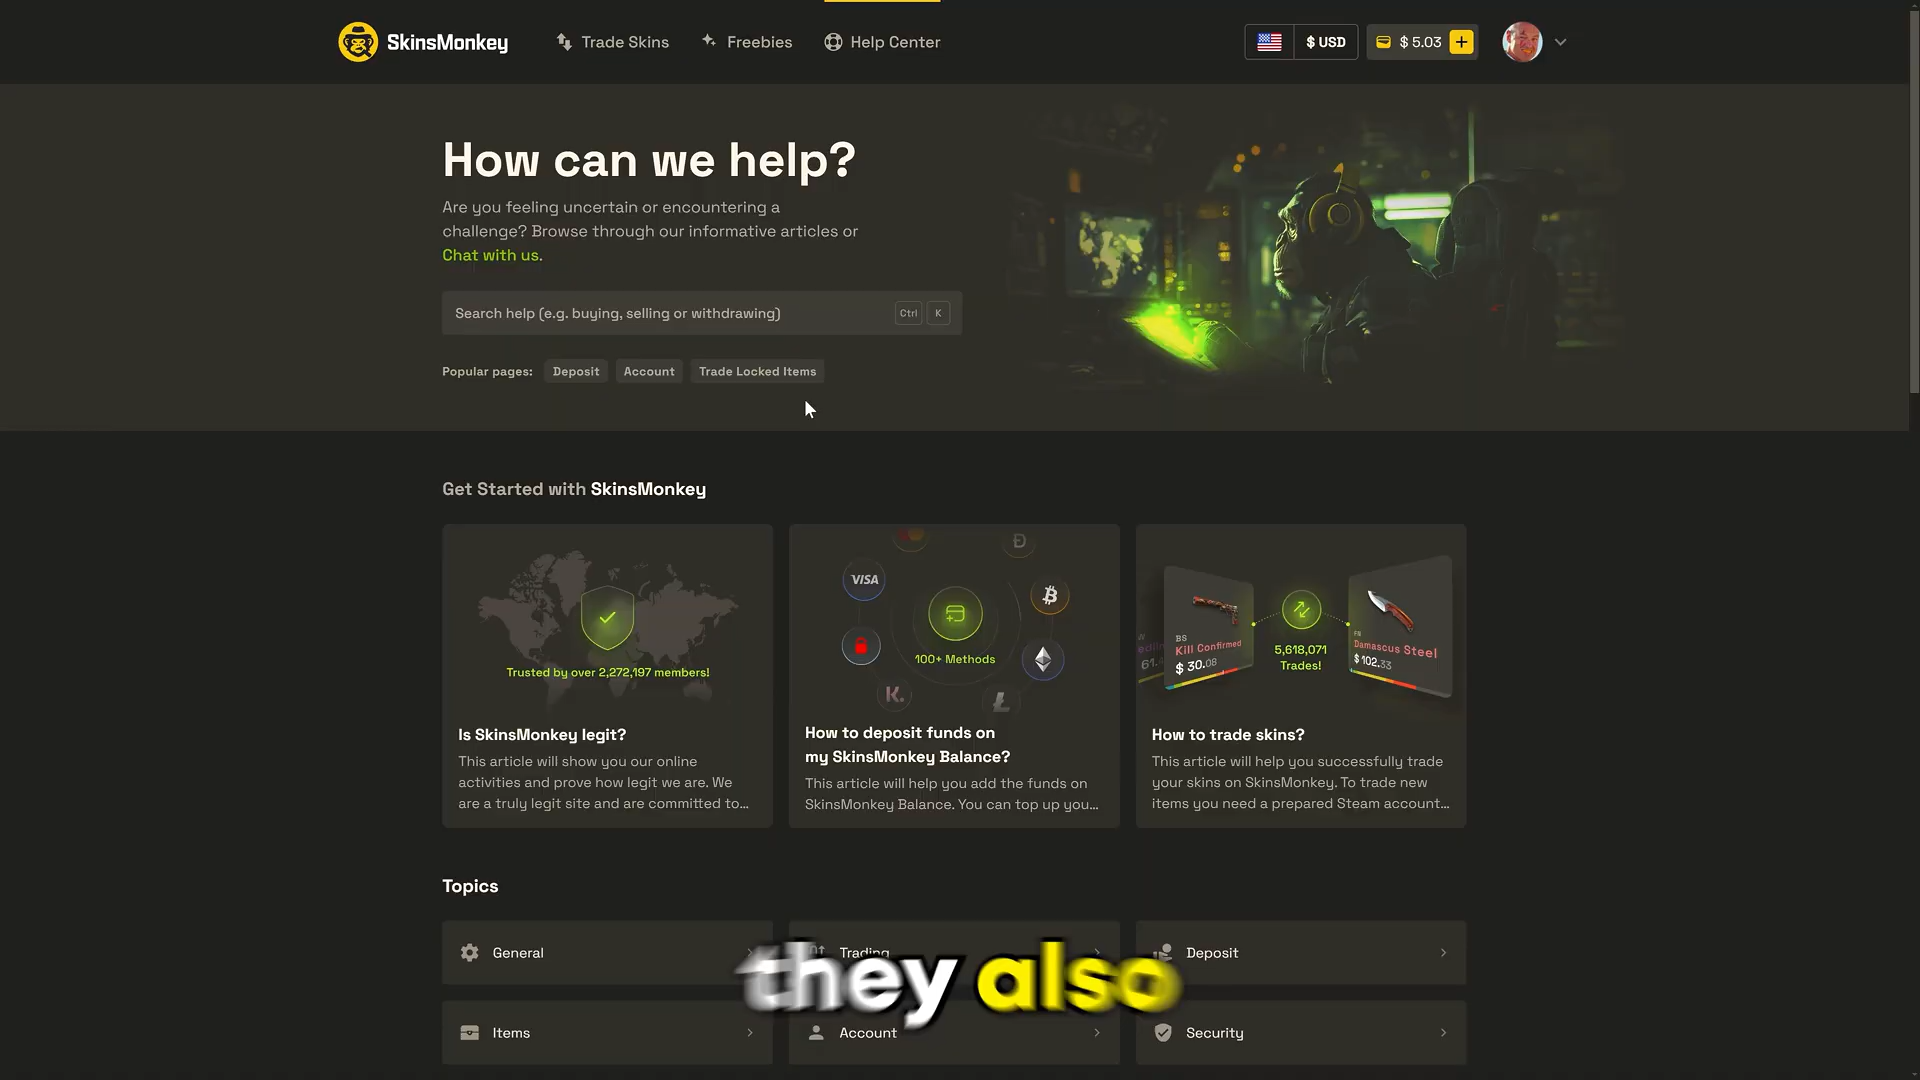 SkinsMonkey
Trade Skins
Freebies
Help Center
$ USD
$ 5.03
How can we help?
Are you feeling uncertain or encountering a
challenge? Browse through our informative articles or
Chat with us.
Search help (e.g. buying, selling or withdrawing)
Ctrl
K
Popular pages:
Deposit
Account
Trade Locked Items
Get Started with SkinsMonkey
Trusted by over 2,272,197 members!
Is SkinsMonkey legit?
This article will show you our online
activities and prove how legit we are. We
are a truly legit site and are committed to...
VISA
K.
100+ Methods
How to deposit funds on
my SkinsMonkey Balance?
This article will help you add the funds on
SkinsMonkey Balance. You can top up you...
BS
Kill Confirmed
$ 30.08
5,618,071
Trades!
FN
Damascus Steel
$ 102.33
How to trade skins?
This article will help you successfully trade
your skins on SkinsMonkey. To trade new
items you need a prepared Steam account...
Topics
General
Trading
Deposit
they also
Items
Account
Security